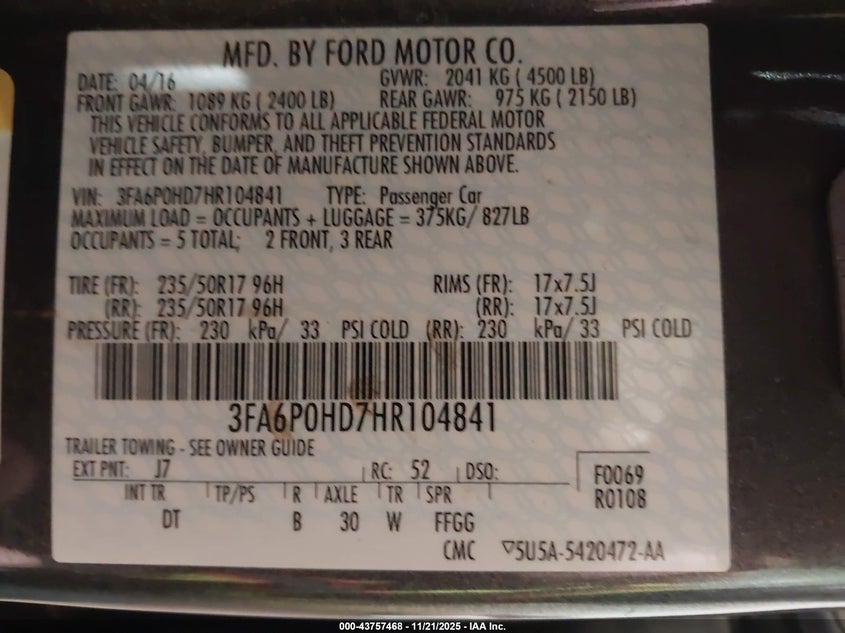 MFD. BY FORD MOTOR CO.
DATE: 04/16 GVWR: 2041 KG ( 4500 LB)
FRONT GAWR: 1089 KG ( 2400 LB) REAR GAWR: 975 KG ( 2150 LB)
THIS VEHICLE CONFORMS TO ALL APPLICABLE FEDERAL MOTOR
VEHICLE SAFETY, BUMPER, AND THEFT PREVENTION STANDARDS
IN EFFECT ON THE DATE OF MANUFACTURE SHOWN ABOVE.
VIN: 3FA6P0HD7HR104841 TYPE: Passenger Car
MAXIMUM LOAD = OCCUPANTS + LUGGAGE = 375KG/ 827LB
OCCUPANTS = 5 TOTAL; 2 FRONT, 3 REAR
TIRE (FR): 235/50R17 96H RIMS (FR): 17x7.5J
(RR): 235/50R17 96H (RR): 17x7.5J
PRESSURE (FR): 230 kPa/ 33 PSI COLD (RR): 230 kPa/ 33 PSI COLD
3FA6P0HD7HR104841
TRAILER TOWING - SEE OWNER GUIDE
EXT PNT: J7 RC: 52 DSO: F0069
INT TR TP/PS R AXLE TR SPR R0108
DT B 30 W FFGG
CMC ▽5U5A-5420472-AA
000-43757468 - 11/21/2025 - IAA Inc.